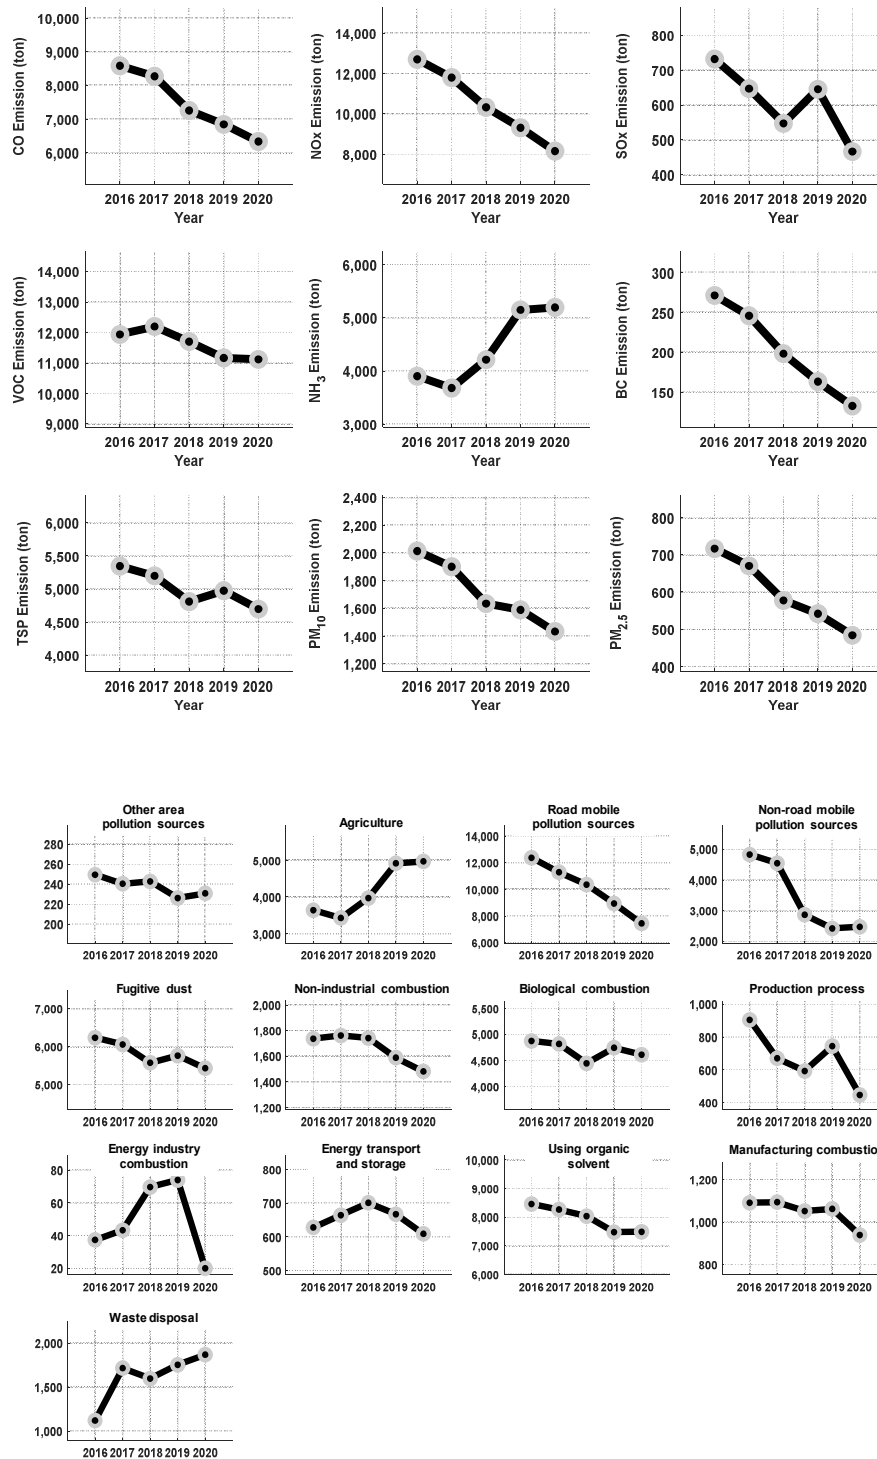 CO Emission (ton)
10,000
9,000
8,000
7,000
6,000
2016 2017 2018 2019 2020
Year
NOx Emission (ton)
14,000
12,000
10,000
8,000
2016 2017 2018 2019 2020
Year
SOx Emission (ton)
800
700
600
500
400
2016 2017 2018 2019 2020
Year
VOC Emission (ton)
14,000
13,000
12,000
11,000
10,000
9,000
2016 2017 2018 2019 2020
Year
NH3 Emission (ton)
6,000
5,000
4,000
3,000
2016 2017 2018 2019 2020
Year
BC Emission (ton)
300
250
200
150
2016 2017 2018 2019 2020
Year
TSP Emission (ton)
6,000
5,500
5,000
4,500
4,000
2016 2017 2018 2019 2020
Year
PM10 Emission (ton)
2,400
2,200
2,000
1,800
1,600
1,400
1,200
2016 2017 2018 2019 2020
Year
PM2.5 Emission (ton)
800
700
600
500
400
2016 2017 2018 2019 2020
Year
Other area
pollution sources
280
260
240
220
200
2016 2017 2018 2019 2020
Agriculture
5,000
4,000
3,000
2016 2017 2018 2019 2020
Road mobile
pollution sources
14,000
12,000
10,000
8,000
6,000
2016 2017 2018 2019 2020
Non-road mobile
pollution sources
5,000
4,000
3,000
2,000
2016 2017 2018 2019 2020
Fugitive dust
7,000
6,000
5,000
2016 2017 2018 2019 2020
Non-industrial combustion
2,000
1,800
1,600
1,400
1,200
2016 2017 2018 2019 2020
Biological combustion
5,500
5,000
4,500
4,000
2016 2017 2018 2019 2020
Production process
1,000
800
600
400
2016 2017 2018 2019 2020
Energy industry
combustion
80
60
40
20
2016 2017 2018 2019 2020
Energy transport
and storage
800
700
600
500
2016 2017 2018 2019 2020
Using organic
solvent
10,000
9,000
8,000
7,000
6,000
2016 2017 2018 2019 2020
Manufacturing combustio
1,200
1,000
800
2016 2017 2018 2019 2020
Waste disposal
2,000
1,500
1,000
2016 2017 2018 2019 2020